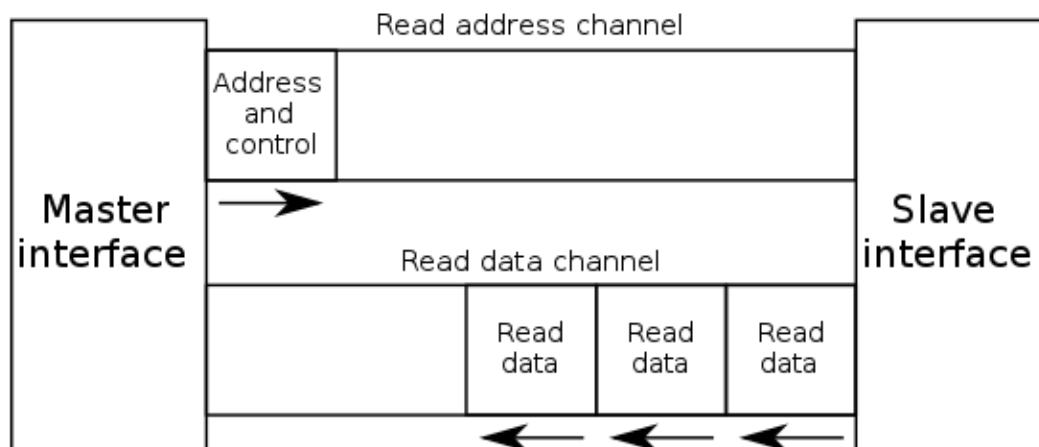 Read address channel
Address
and
control
Master
interface
Slave
interface
Read data channel
Read
data
Read
data
Read
data